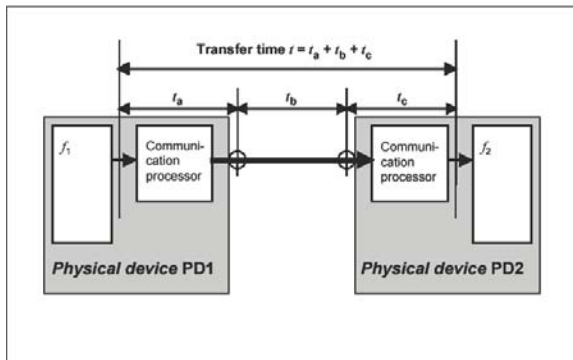 Transfer time t = ta + tb + tc
ta
tb
tc
f1
Communi-
cation
processor
Communi-
cation
processor
f2
Physical device PD1
Physical device PD2